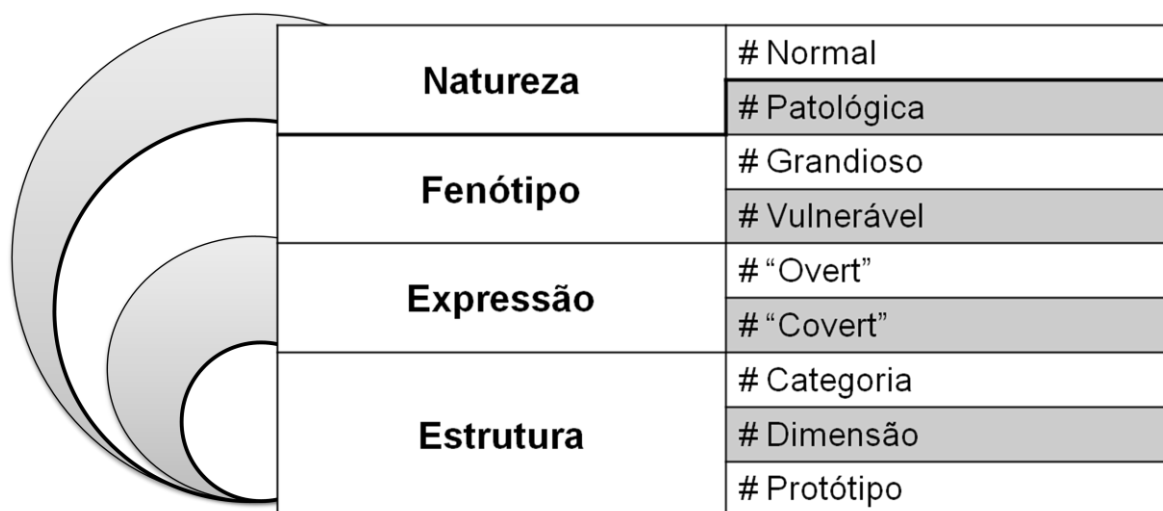 Natureza
# Normal
# Patológica
Fenótipo
# Grandioso
# Vulnerável
Expressão
# “Overt”
# “Covert”
Estrutura
# Categoria
# Dimensão
# Protótipo